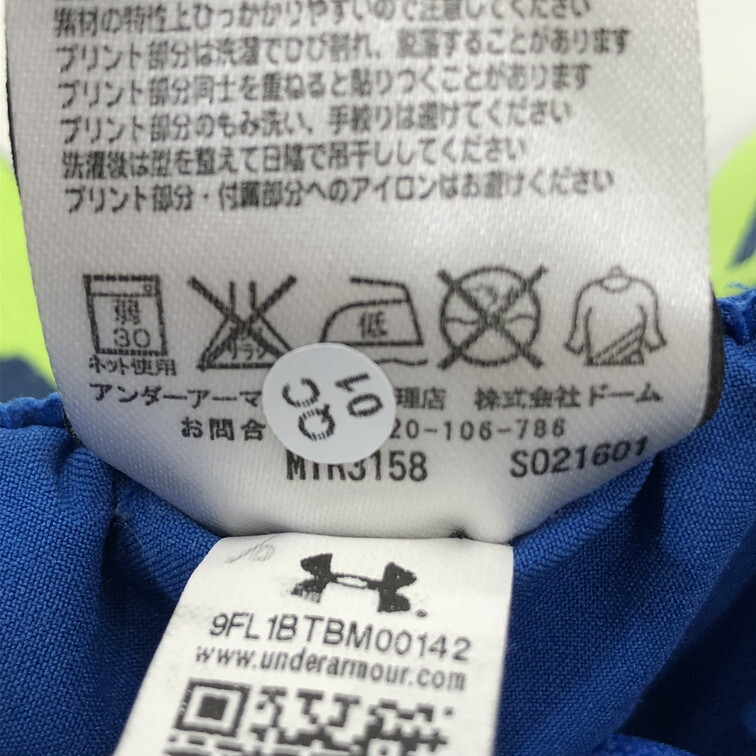 素材の特性上ひっかかりやすいので注意してください
プリント部分は洗濯でひび割れ、脱落することがあります
プリント部分同士を重ねると貼りつくことがあります
プリント部分のもみ洗い、手絞りは避けてください
洗濯後は型を整えて日陰で吊干ししてください
プリント部分・付属部分へのアイロンはお避けください
弱
30
ネット使用
低
アンダーアーマ 理店 株式会社ドーム
QC 01
お問合 20-106-786
MTR3158 S021601
9FL1BTBM00142
www.underarmour.com